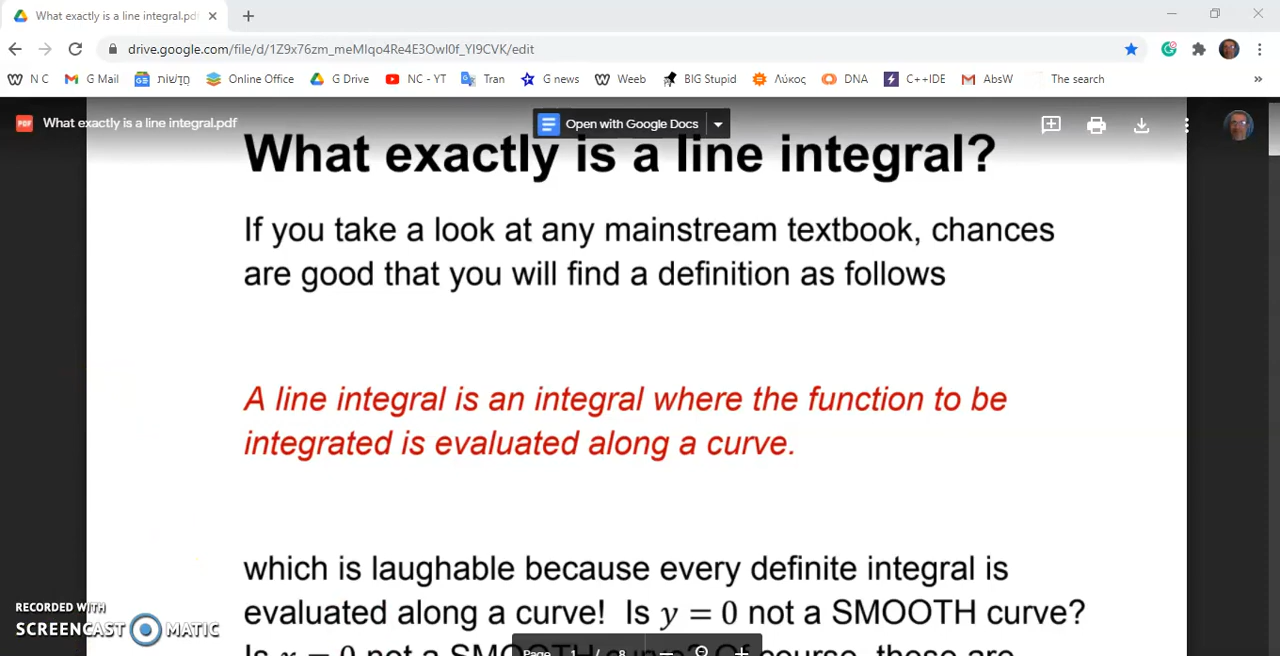 What exactly is a line integral.pdf
drive.google.com/file/d/1Z9x76zm_meMlqo4Re4E3Owl0f_Yl9CVK/edit
N C G Mail חֲדָשׁוֹת Online Office G Drive NC - YT Tran G news Weeb BIG Stupid Λύκος DNA C++IDE AbsW The search »
PDF What exactly is a line integral.pdf Open with Google Docs
What exactly is a line integral?
If you take a look at any mainstream textbook, chances
are good that you will find a definition as follows
A line integral is an integral where the function to be
integrated is evaluated along a curve.
which is laughable because every definite integral is
evaluated along a curve! Is y = 0 not a SMOOTH curve?
RECORDED WITH
SCREENCAST MATIC
Page 1 / 8